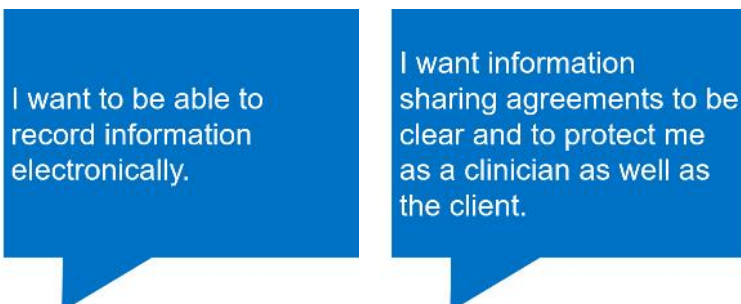 I want to be able to
record information
electronically.
I want information
sharing agreements to be
clear and to protect me
as a clinician as well as
the client.